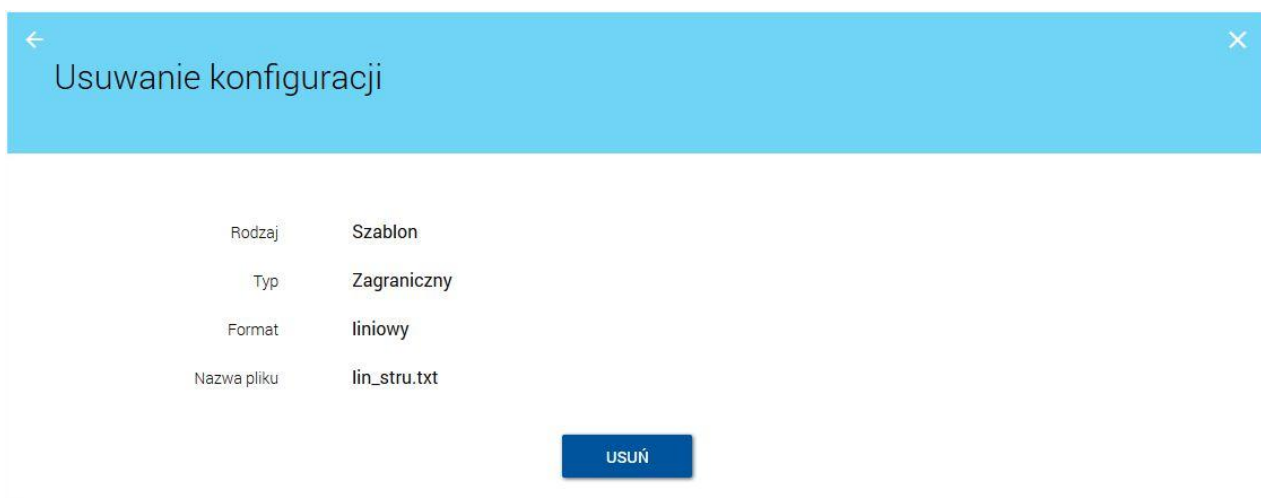 Usuwanie konfiguracji
Rodzaj Szablon
Typ Zagraniczny
Format liniowy
Nazwa pliku lin_stru.txt
USUŃ